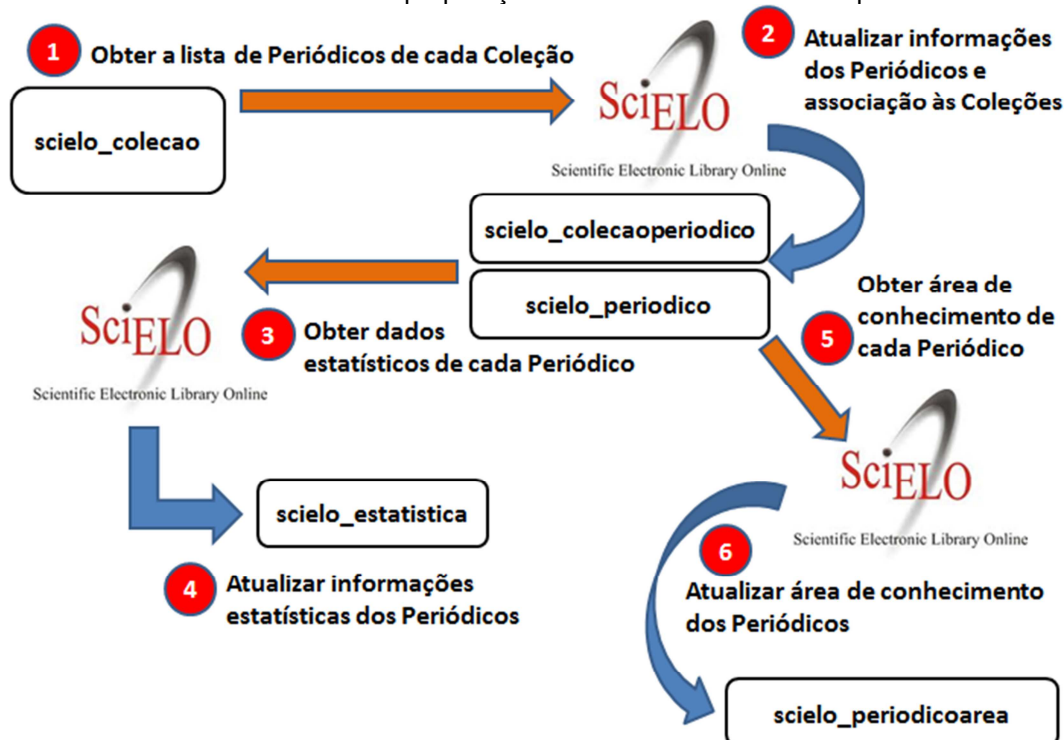 1
Obter a lista de Periódicos de cada Coleção
scielo_colecao
SciELO
Scientific Electronic Library Online
2
Atualizar informações
dos Periódicos e
associação às Coleções
scielo_colecaoperiodico
scielo_periodico
SciELO
Scientific Electronic Library Online
3
Obter dados
estatísticos de cada Periódico
5
Obter área de
conhecimento de
cada Periódico
scielo_estatistica
4
Atualizar informações
estatísticas dos Periódicos
SciELO
Scientific Electronic Library Online
6
Atualizar área de conhecimento
dos Periódicos
scielo_periodicoarea